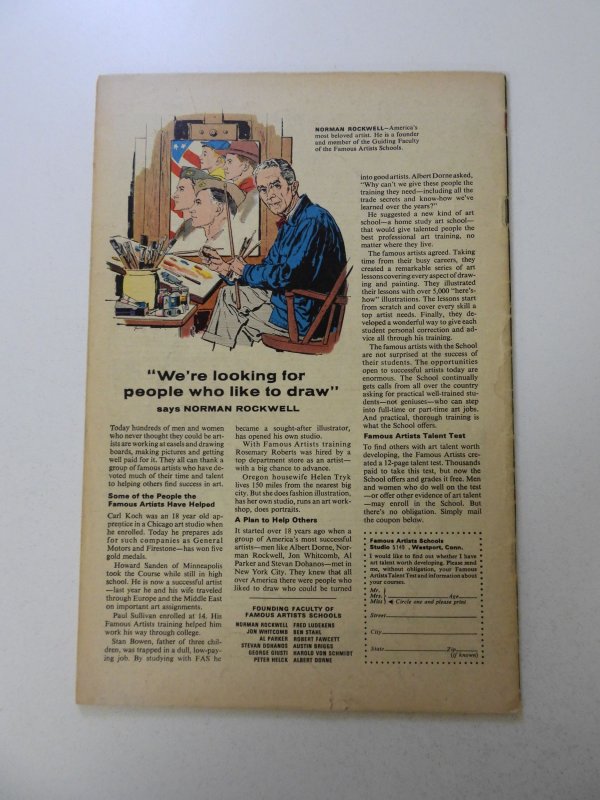 NORMAN ROCKWELL—America's
most beloved artist. He is a founder
and member of the Guiding Faculty
of the Famous Artists Schools.
"We're looking for
people who like to draw"
says NORMAN ROCKWELL
Today hundreds of men and women
who never thought they could be art-
ists are working at easels and drawing
boards, making pictures and getting
well paid for it. They all can thank a
group of famous artists who have de-
voted much of their time and talent
to helping others find success in art.
Some of the People the
Famous Artists Have Helped
Carl Koch was an 18 year old ap-
prentice in a Chicago art studio when
he enrolled. Today he prepares ads
for such companies as General
Motors and Firestone—has won five
gold medals.
Howard Sanden of Minneapolis
took the Course while still in high
school. He is now a successful artist
—last year he and his wife traveled
through Europe and the Middle East
on important art assignments.
Paul Sullivan enrolled at 14. His
Famous Artists training helped him
work his way through college.
Stan Bowen, father of three chil-
dren, was trapped in a dull, low-pay-
ing job. By studying with FAS he
became a sought-after illustrator,
has opened his own studio.
With Famous Artists training
Rosemary Roberts was hired by a
top department store as an artist—
with a big chance to advance.
Oregon housewife Helen Tryk
lives 150 miles from the nearest big
city. But she does fashion illustration,
has her own studio, runs an art work-
shop, does portraits.
A Plan to Help Others
It started over 18 years ago when a
group of America's most successful
artists—men like Albert Dorne, Nor-
man Rockwell, Jon Whitcomb, Al
Parker and Stevan Dohanos—met in
New York City. They knew that all
over America there were people who
liked to draw who could be turned
FOUNDING FACULTY OF
FAMOUS ARTISTS SCHOOLS
NORMAN ROCKWELL FRED LUDEKENS
JON WHITCOMB BEN STAHL
AL PARKER ROBERT FAWCETT
STEVAN DOHANOS AUSTIN BRIGGS
GEORGE GIUSTI HAROLD VON SCHMIDT
PETER HELCK ALBERT DORNE
into good artists. Albert Dorne asked,
"Why can't we give these people the
training they need—including all the
trade secrets and know-how we've
learned over the years?"
He suggested a new kind of art
school—a home study art school—
that would give talented people the
best professional art training, no
matter where they live.
The famous artists agreed. Taking
time from their busy careers, they
created a remarkable series of art
lessons covering every aspect of draw-
ing and painting. They illustrated
their lessons with over 5,000 "here's-
how" illustrations. The lessons start
from scratch and cover every skill a
top artist needs. Finally, they de-
veloped a wonderful way to give each
student personal correction and ad-
vice all through his training.
The famous artists with the School
are not surprised at the success of
their students. The opportunities
open to successful artists today are
enormous. The School continually
gets calls from all over the country
asking for practical well-trained stu-
dents—not geniuses—who can step
into full-time or part-time art jobs.
And practical, thorough training is
what the School offers.
Famous Artists Talent Test
To find others with art talent worth
developing, the Famous Artists cre-
ated a 12-page talent test. Thousands
paid to take this test, but now the
School offers and grades it free. Men
and women who do well on the test
—or offer other evidence of art talent
—may enroll in the School. But
there's no obligation. Simply mail
the coupon below.
Famous Artists Schools
Studio 5149, Westport, Conn.
I would like to find out whether I have
art talent worth developing. Please send
me, without obligation, your Famous
Artists Talent Test and information about
your courses.
Mr.
Mrs. Age
Miss Circle one and please print
Street
City
State Zip
(if known)